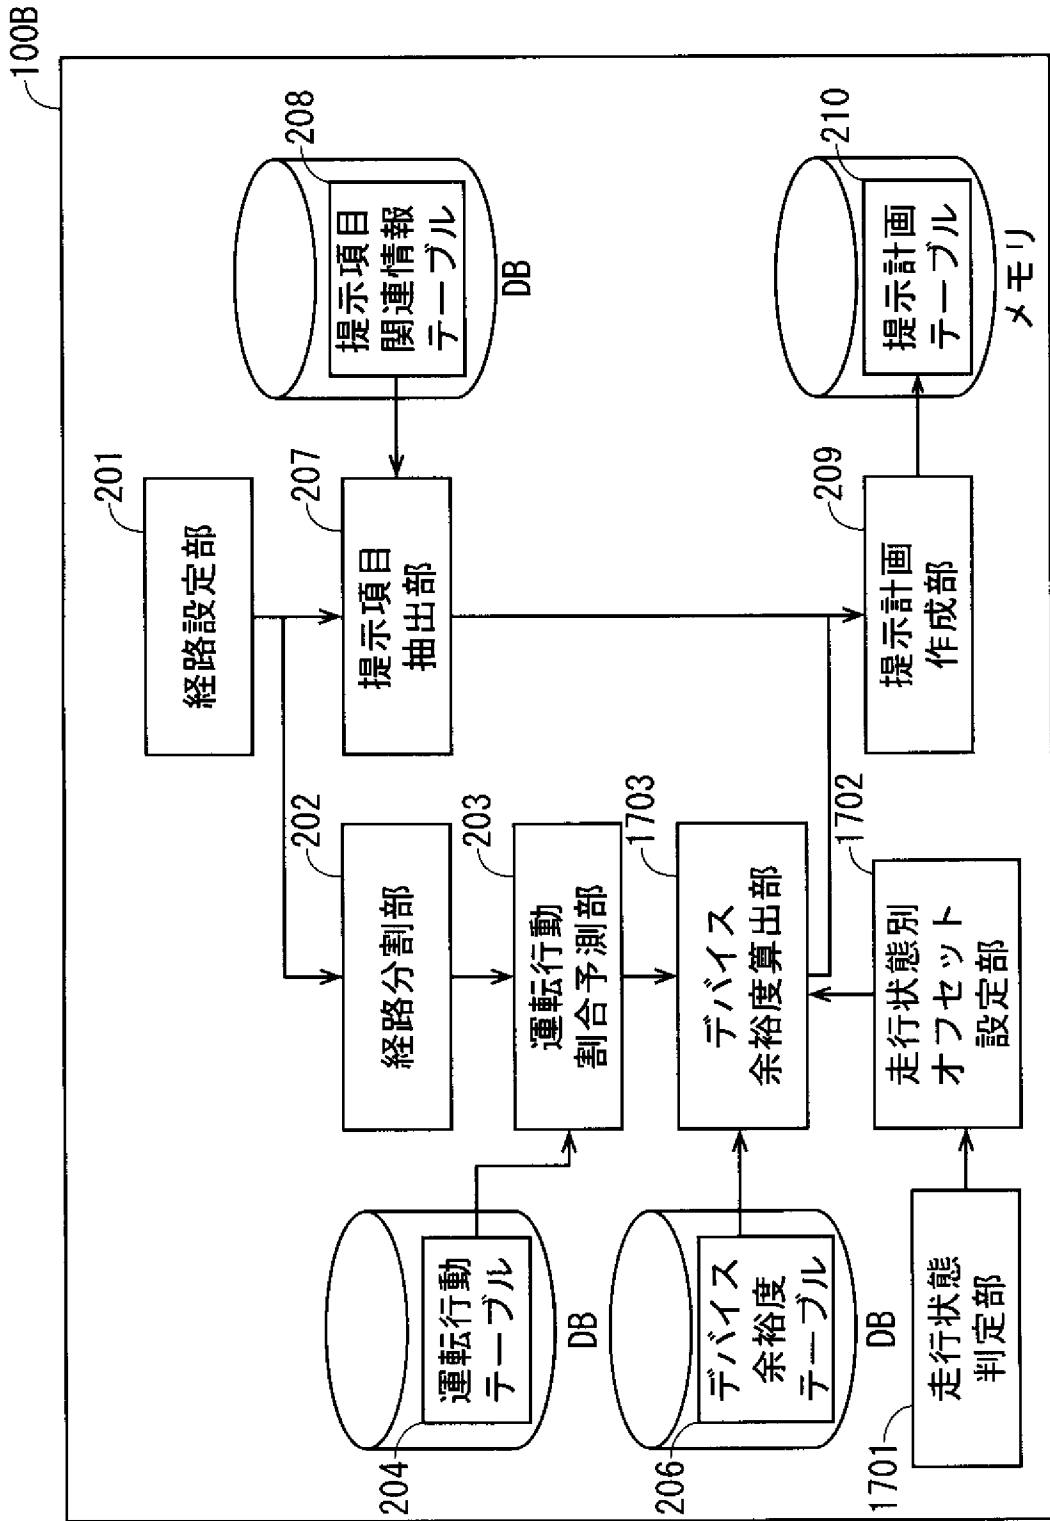 100B
経路設定部
201
提示項目
関連情報
テーブル
208
DB
経路分割部
202
提示項目
抽出部
207
運転行動
テーブル
204
DB
運転行動
割合予測部
203
デバイス
余裕度
テーブル
206
DB
デバイス
余裕度算出部
1703
走行状態
判定部
1701
走行状態別
オフセット
設定部
1702
提示計画
作成部
209
提示計画
テーブル
210
メモリ